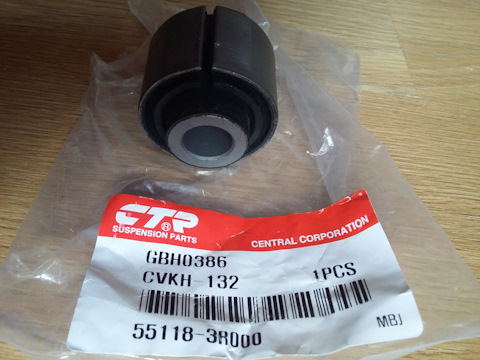 CTR ®
SUSPENSION PARTS
CENTRAL CORPORATION
GBH0386
CVKH-132
1PCS
55118-3R000
MBJ